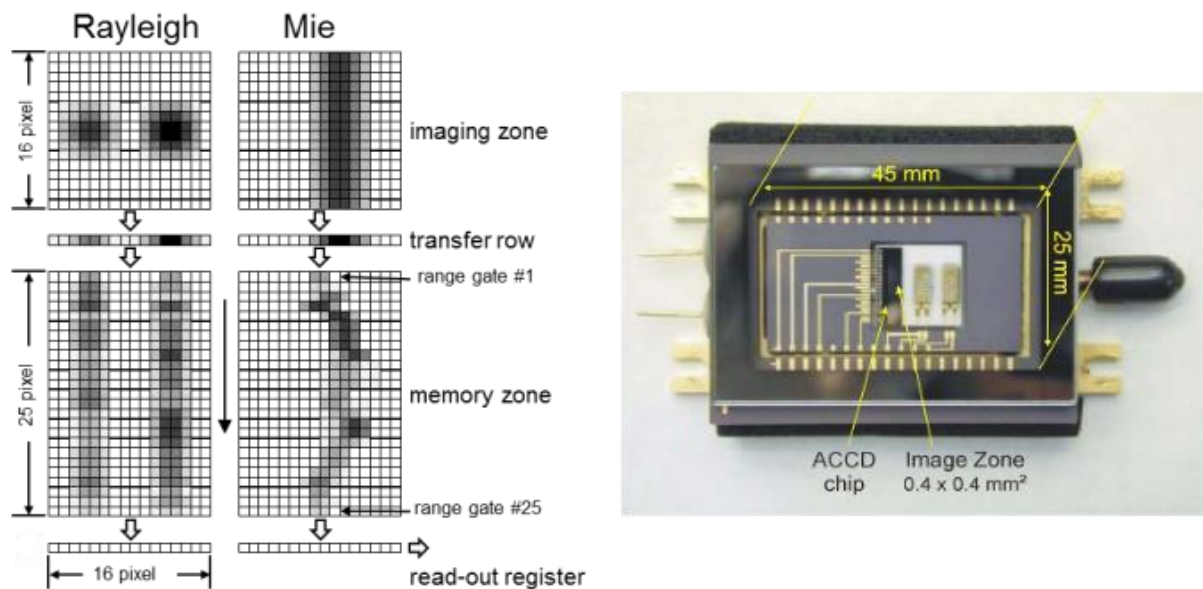 Rayleigh
Mie
16 pixel
imaging zone
transfer row
range gate #1
25 pixel
memory zone
range gate #25
16 pixel
read-out register
45 mm
25 mm
ACCD
chip
Image Zone
0.4 x 0.4 mm²